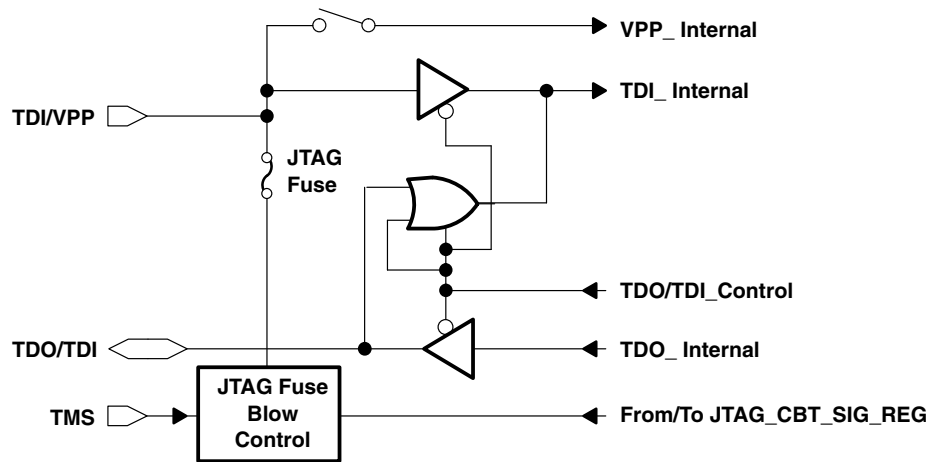 VPP_ Internal
TDI_ Internal
TDI/VPP
JTAG
Fuse
TDO/TDI_Control
TDO/TDI
TDO_ Internal
JTAG Fuse
Blow
Control
TMS
From/To JTAG_CBT_SIG_REG